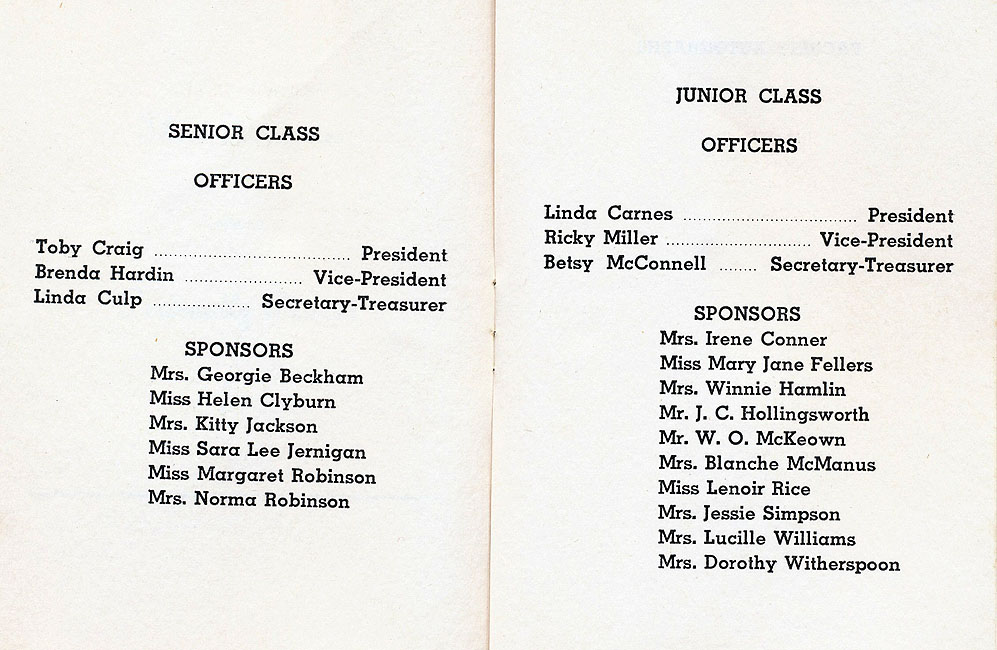 SENIOR CLASS
OFFICERS
Toby Craig ................................................ President
Brenda Hardin ............................. Vice-President
Linda Culp ........................ Secretary-Treasurer
SPONSORS
Mrs. Georgie Beckham
Miss Helen Clyburn
Mrs. Kitty Jackson
Miss Sara Lee Jernigan
Miss Margaret Robinson
Mrs. Norma Robinson
JUNIOR CLASS
OFFICERS
Linda Carnes .......................................... President
Ricky Miller ................................... Vice-President
Betsy McConnell ......... Secretary-Treasurer
SPONSORS
Mrs. Irene Conner
Miss Mary Jane Fellers
Mrs. Winnie Hamlin
Mr. J. C. Hollingsworth
Mr. W. O. McKeown
Mrs. Blanche McManus
Miss Lenoir Rice
Mrs. Jessie Simpson
Mrs. Lucille Williams
Mrs. Dorothy Witherspoon